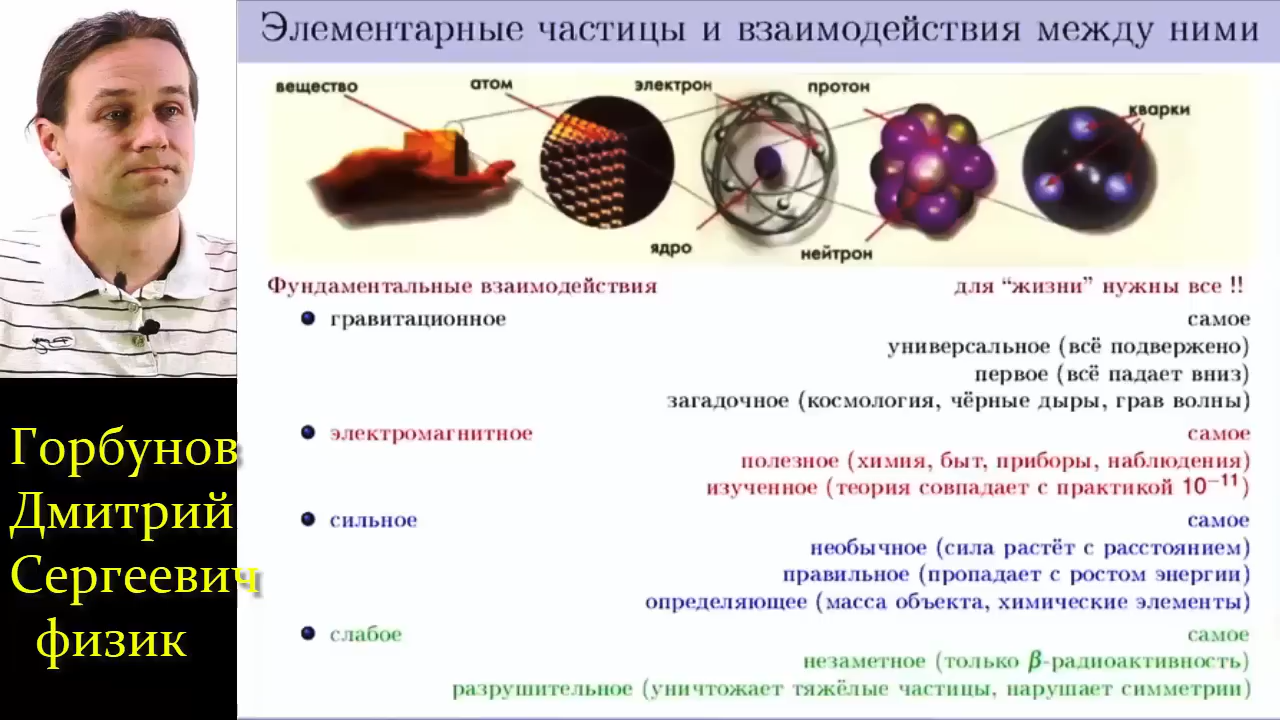 Элементарные частицы и взаимодействия между ними
вещество
атом
электрон
протон
кварки
ядро
нейтрон
Фундаментальные взаимодействия для “жизни” нужны все !!
гравитационное самое
универсальное (всё подвержено)
первое (всё падает вниз)
загадочное (космология, чёрные дыры, грав волны)
электромагнитное самое
полезное (химия, быт, приборы, наблюдения)
изученное (теория совпадает с практикой 10⁻¹¹)
сильное самое
необычное (сила растёт с расстоянием)
правильное (пропадает с ростом энергии)
определяющее (масса объекта, химические элементы)
слабое самое
незаметное (только β-радиоактивность)
разрушительное (уничтожает тяжёлые частицы, нарушает симметрии)
Горбунов
Дмитрий
Сергеевич
физик